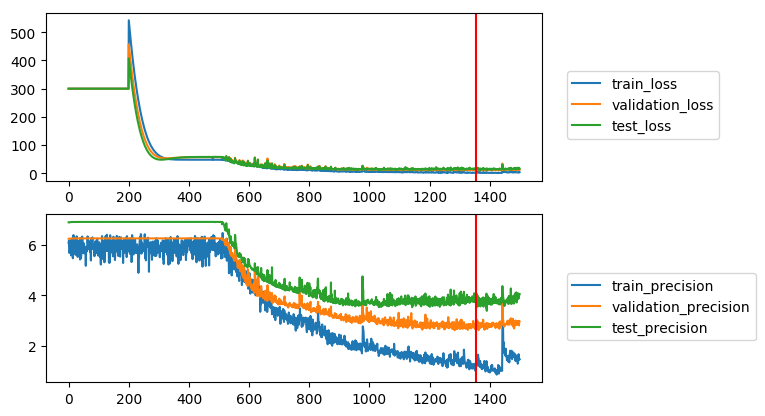 500
400
300
200
100
0
0 200 400 600 800 1000 1200 1400
train_loss
validation_loss
test_loss
6
4
2
0 200 400 600 800 1000 1200 1400
train_precision
validation_precision
test_precision